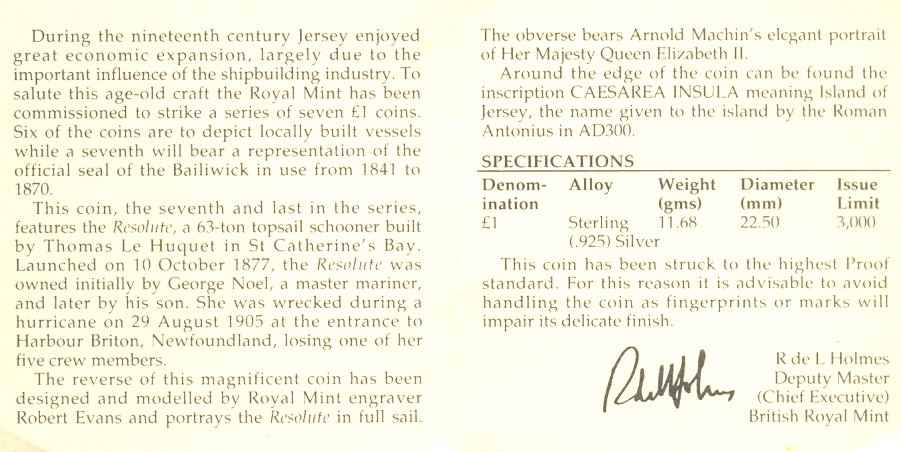 During the nineteenth century Jersey enjoyed
great economic expansion, largely due to the
important influence of the shipbuilding industry. To
salute this age-old craft the Royal Mint has been
commissioned to strike a series of seven £1 coins.
Six of the coins are to depict locally built vessels
while a seventh will bear a representation of the
official seal of the Bailiwick in use from 1841 to
1870.
This coin, the seventh and last in the series,
features the Resolute, a 63-ton topsail schooner built
by Thomas Le Huquet in St Catherine's Bay.
Launched on 10 October 1877, the Resolute was
owned initially by George Noel, a master mariner,
and later by his son. She was wrecked during a
hurricane on 29 August 1905 at the entrance to
Harbour Briton, Newfoundland, losing one of her
five crew members.
The reverse of this magnificent coin has been
designed and modelled by Royal Mint engraver
Robert Evans and portrays the Resolute in full sail.
The obverse bears Arnold Machin's elegant portrait
of Her Majesty Queen Elizabeth II.
Around the edge of the coin can be found the
inscription CAESAREA INSULA meaning Island of
Jersey, the name given to the island by the Roman
Antonius in AD300.
SPECIFICATIONS
Denom- Alloy Weight Diameter Issue
ination (gms) (mm) Limit
£1 Sterling 11.68 22.50 3,000
(.925) Silver
This coin has been struck to the highest Proof
standard. For this reason it is advisable to avoid
handling the coin as fingerprints or marks will
impair its delicate finish.
R de L Holmes
Deputy Master
(Chief Executive)
British Royal Mint